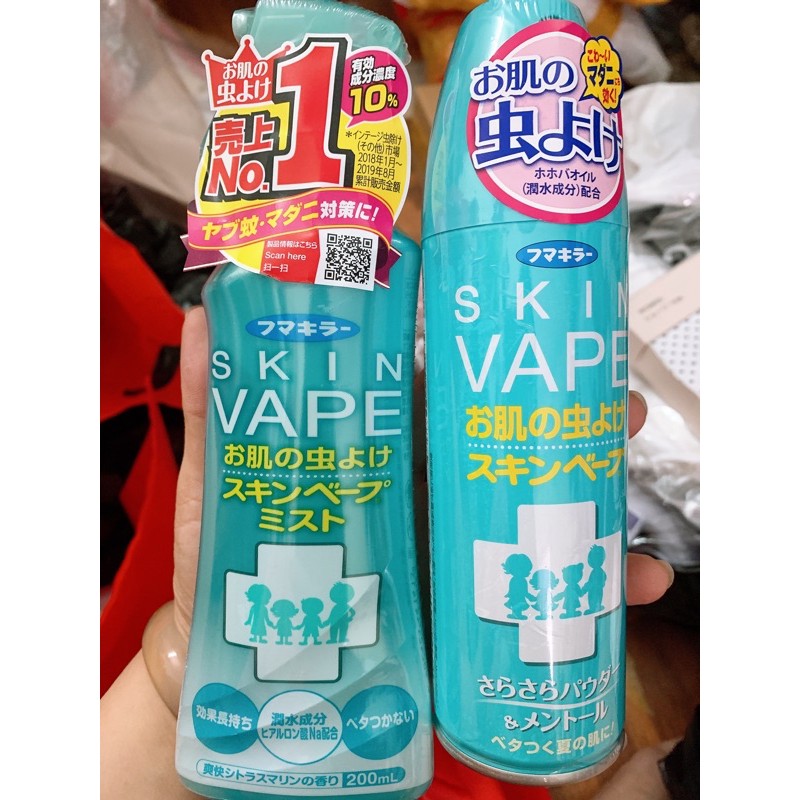 お肌の
虫よけ
売上
No.1
有効
成分濃度
10%
*インテージ虫除け
(その他)市場
2018年1月~
2019年8月
累計販売金額
ヤブ蚊・マダニ対策に!
製品情報はこちら
Scan here
扫一扫
フマキラー
SKIN
VAPE
お肌の虫よけ
スキンベープ
ミスト
効果長持ち
潤水成分
ヒアルロン酸Na配合
ベタつかない
爽快シトラスマリンの香り 200mL
こわ~い
マダニにも
効く!
お肌の
虫よけ
ホホバオイル
(潤水成分)配合
フマキラー
SKIN
VAPE
お肌の虫よけ
スキンベープ
さらさらパウダー
&メントール
ベタつく夏の肌に!